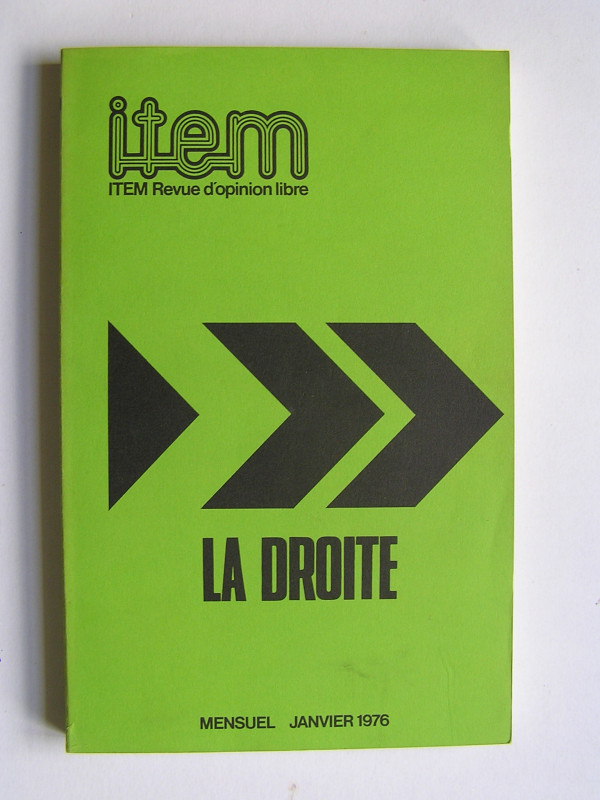 item
ITEM Revue d'opinion libre
LA DROITE
MENSUEL JANVIER 1976